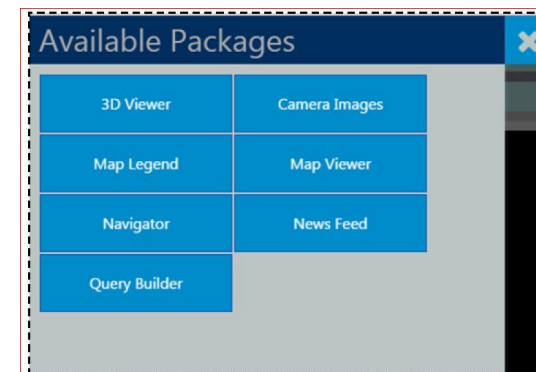 Available Packages
3D Viewer
Camera Images
Map Legend
Map Viewer
Navigator
News Feed
Query Builder